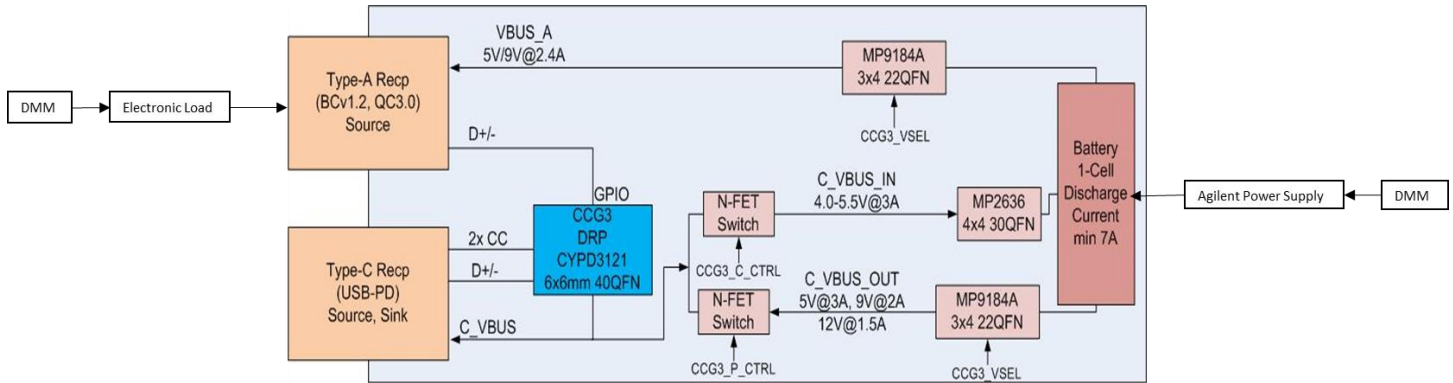 DMM
Electronic Load
Type-A Recp
(BCv1.2, QC3.0)
Source
VBUS_A
5V/9V@2.4A
MP9184A
3x4 22QFN
CCG3_VSEL
D+/-
GPIO
CCG3
DRP
CYPD3121
6x6mm 40QFN
Type-C Recp
(USB-PD)
Source, Sink
2x CC
D+/-
C_VBUS
N-FET
Switch
CCG3_C_CTRL
C_VBUS_IN
4.0-5.5V@3A
MP2636
4x4 30QFN
N-FET
Switch
CCG3_P_CTRL
C_VBUS_OUT
5V@3A, 9V@2A
12V@1.5A
MP9184A
3x4 22QFN
CCG3_VSEL
Battery
1-Cell
Discharge
Current
min 7A
Agilent Power Supply
DMM